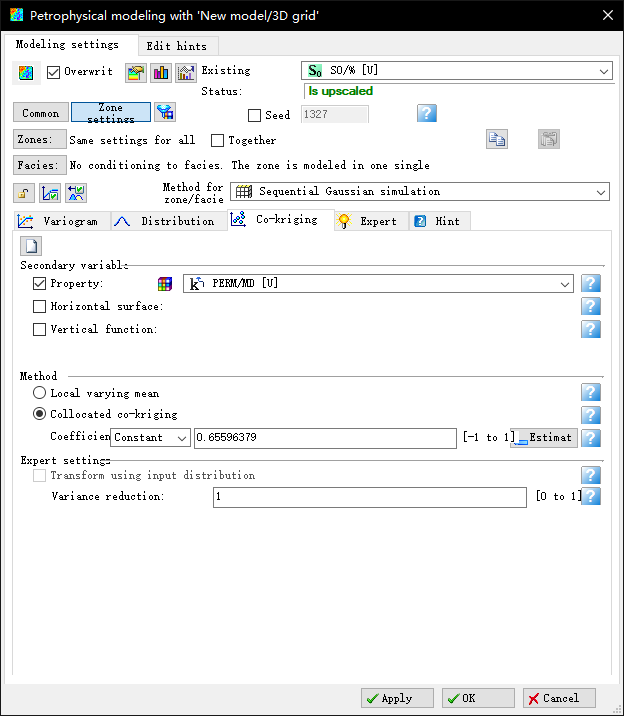 Petrophysical modeling with 'New model/3D grid'
Modeling settings Edit hints
Overwrit Existing SO/% [U]
Status: Is upscaled
Common Zone settings Seed 1327
Zones: Same settings for all Together
Facies: No conditioning to facies. The zone is modeled in one single
Method for zone/facie Sequential Gaussian simulation
Variogram Distribution Co-kriging Expert Hint
Secondary variable
Property: PERM/MD [U]
Horizontal surface:
Vertical function:
Method
Local varying mean
Collocated co-kriging
Coefficien Constant 0.65596379 [-1 to 1] Estimat
Expert settings
Transform using input distribution
Variance reduction: 1 [0 to 1]
Apply OK Cancel